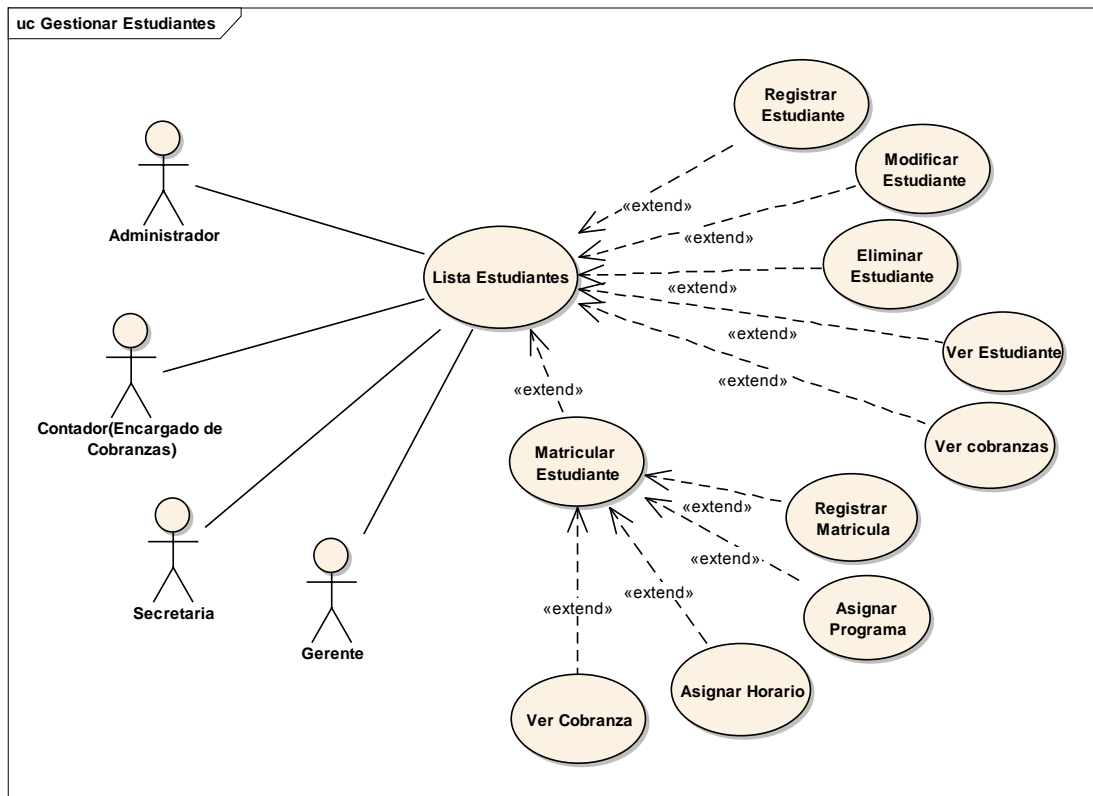 uc Gestionar Estudiantes
Administrador
Contador(Encargado de
Cobranzas)
Secretaria
Gerente
Lista Estudiantes
Registrar
Estudiante
Modificar
Estudiante
Eliminar
Estudiante
Ver Estudiante
Ver cobranzas
«extend»
«extend»
«extend»
«extend»
«extend»
«extend»
Matricular
Estudiante
Registrar
Matricula
Asignar
Programa
Asignar Horario
Ver Cobranza
«extend»
«extend»
«extend»
«extend»